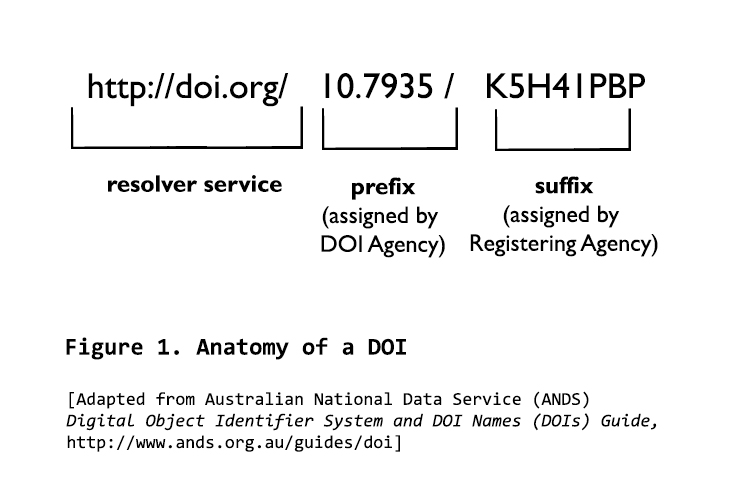 http://doi.org/ 10.7935 / K5H41PBP
resolver service prefix suffix
(assigned by (assigned by
DOI Agency) Registering Agency)
Figure 1. Anatomy of a DOI
[Adapted from Australian National Data Service (ANDS)
Digital Object Identifier System and DOI Names (DOIs) Guide,
http://www.ands.org.au/guides/doi]